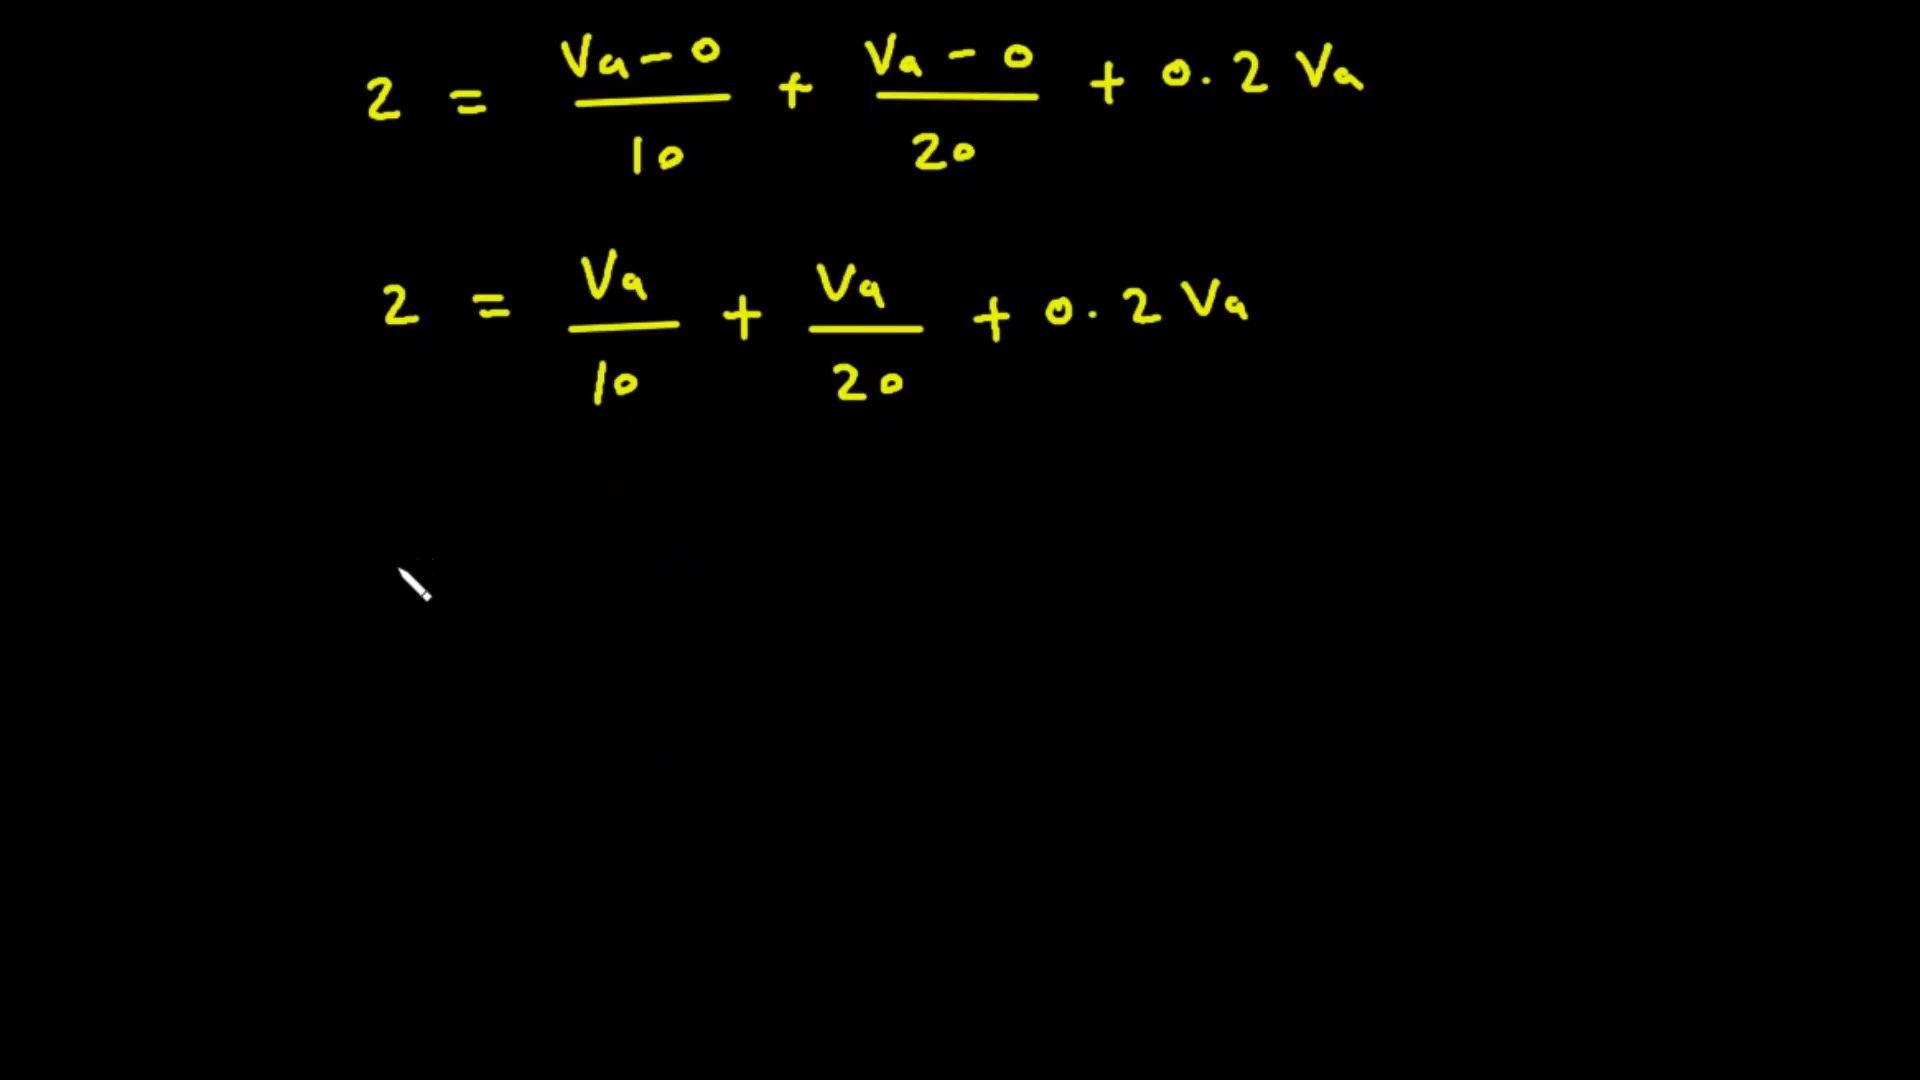 2 = (Va - 0)/10 + (Va - 0)/20 + 0.2 Va
2 = Va/10 + Va/20 + 0.2 Va